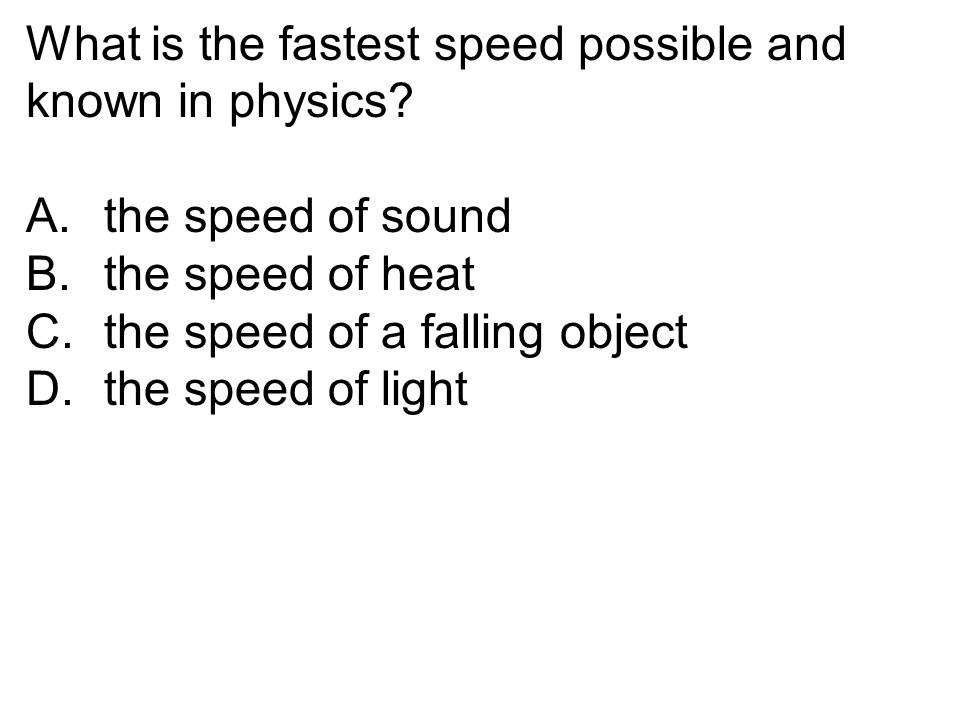 What is the fastest speed possible and
known in physics?
A. the speed of sound
B. the speed of heat
C. the speed of a falling object
D. the speed of light